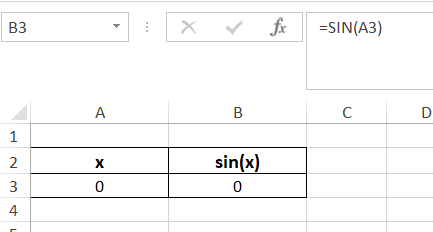 B3 fx =SIN(A3)
A B C D
1
2 x sin(x)
3 0 0
4